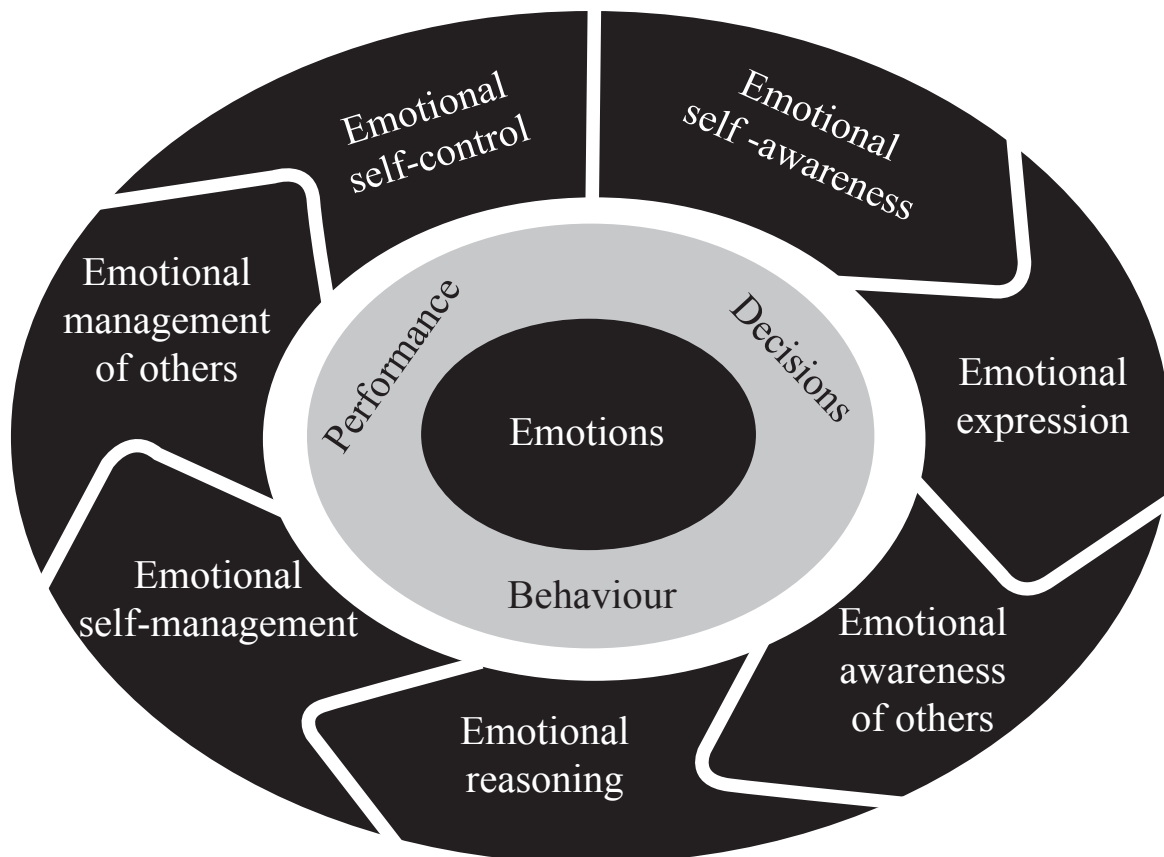 Emotional
self-control
Emotional
self -awareness
Emotional
expression
Emotional
awareness
of others
Emotional
reasoning
Emotional
self-management
Emotional
management
of others
Performance
Decisions
Behaviour
Emotions